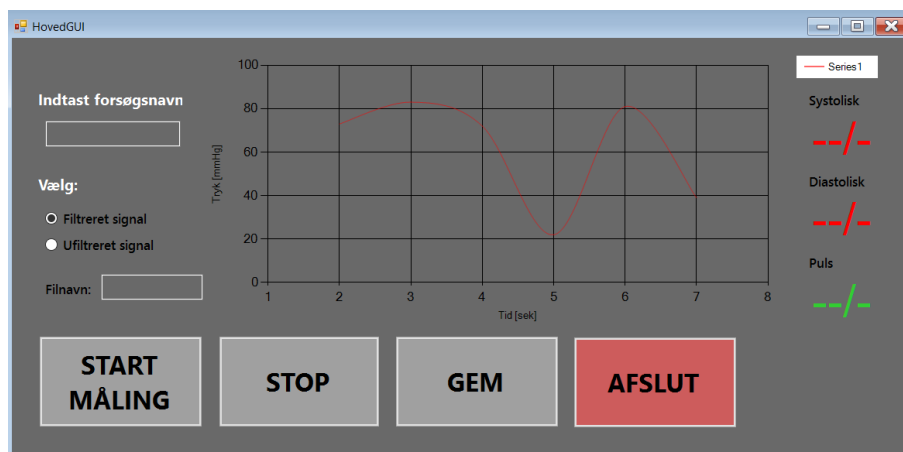 HovedGUI
Indtast forsøgsnavn
Vælg:
Filtreret signal
Ufiltreret signal
Filnavn:
Tryk [mmHg]
100
80
60
40
20
0
1 2 3 4 5 6 7 8
Tid [sek]
Series1
Systolisk
--/-
Diastolisk
--/-
Puls
--/-
START
MÅLING
STOP
GEM
AFSLUT